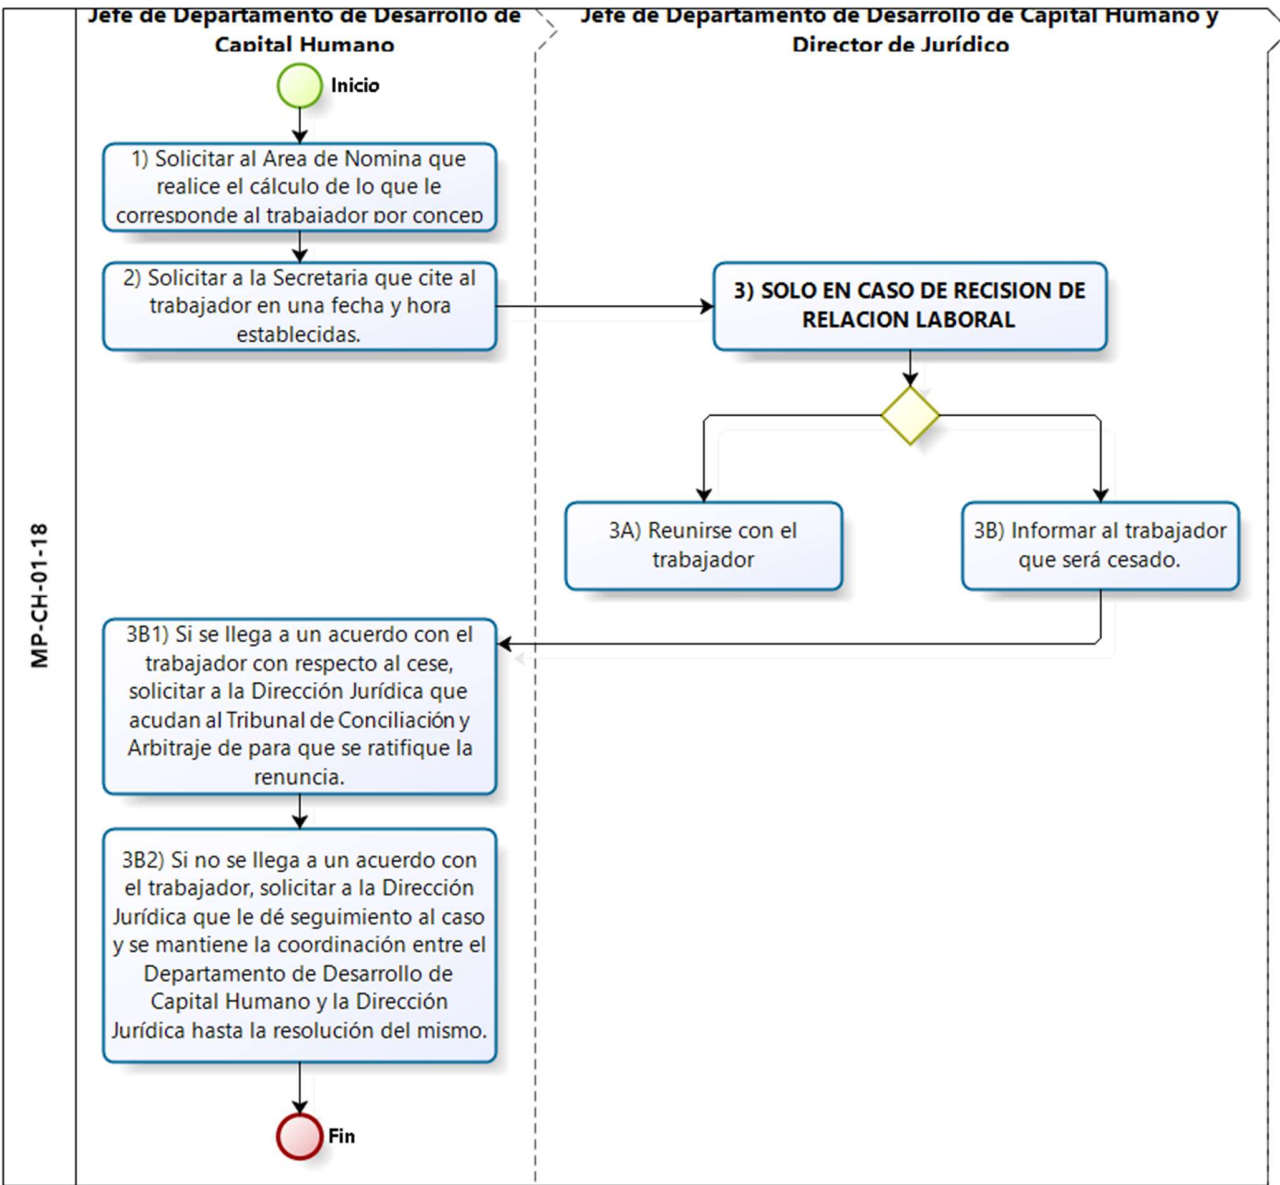 Jefe de Departamento de Desarrollo de
Capital Humano
Jefe de Departamento de Desarrollo de Capital Humano y
Director de Jurídico
MP-CH-01-18
Inicio
1) Solicitar al Area de Nomina que
realice el cálculo de lo que le
corresponde al trabajador por concep
2) Solicitar a la Secretaria que cite al
trabajador en una fecha y hora
establecidas.
3) SOLO EN CASO DE RECISION DE
RELACION LABORAL
3A) Reunirse con el
trabajador
3B) Informar al trabajador
que será cesado.
3B1) Si se llega a un acuerdo con el
trabajador con respecto al cese,
solicitar a la Dirección Jurídica que
acudan al Tribunal de Conciliación y
Arbitraje de para que se ratifique la
renuncia.
3B2) Si no se llega a un acuerdo con
el trabajador, solicitar a la Dirección
Jurídica que le dé seguimiento al caso
y se mantiene la coordinación entre el
Departamento de Desarrollo de
Capital Humano y la Dirección
Jurídica hasta la resolución del mismo.
Fin